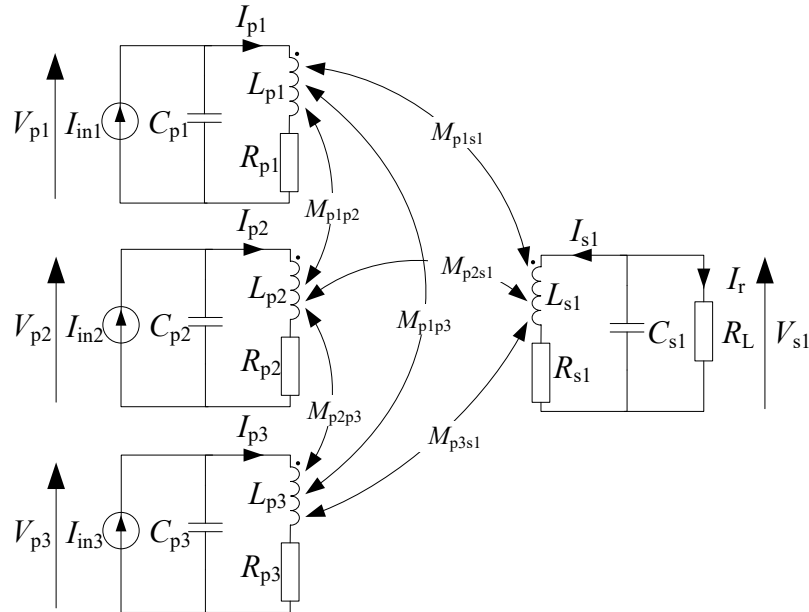 I_p1
V_p1
I_in1
C_p1
L_p1
R_p1
M_p1s1
M_p1p2
I_p2
V_p2
I_in2
C_p2
L_p2
R_p2
M_p2s1
M_p1p3
M_p2p3
I_s1
L_s1
R_s1
C_s1
I_r
R_L
V_s1
M_p3s1
I_p3
V_p3
I_in3
C_p3
L_p3
R_p3